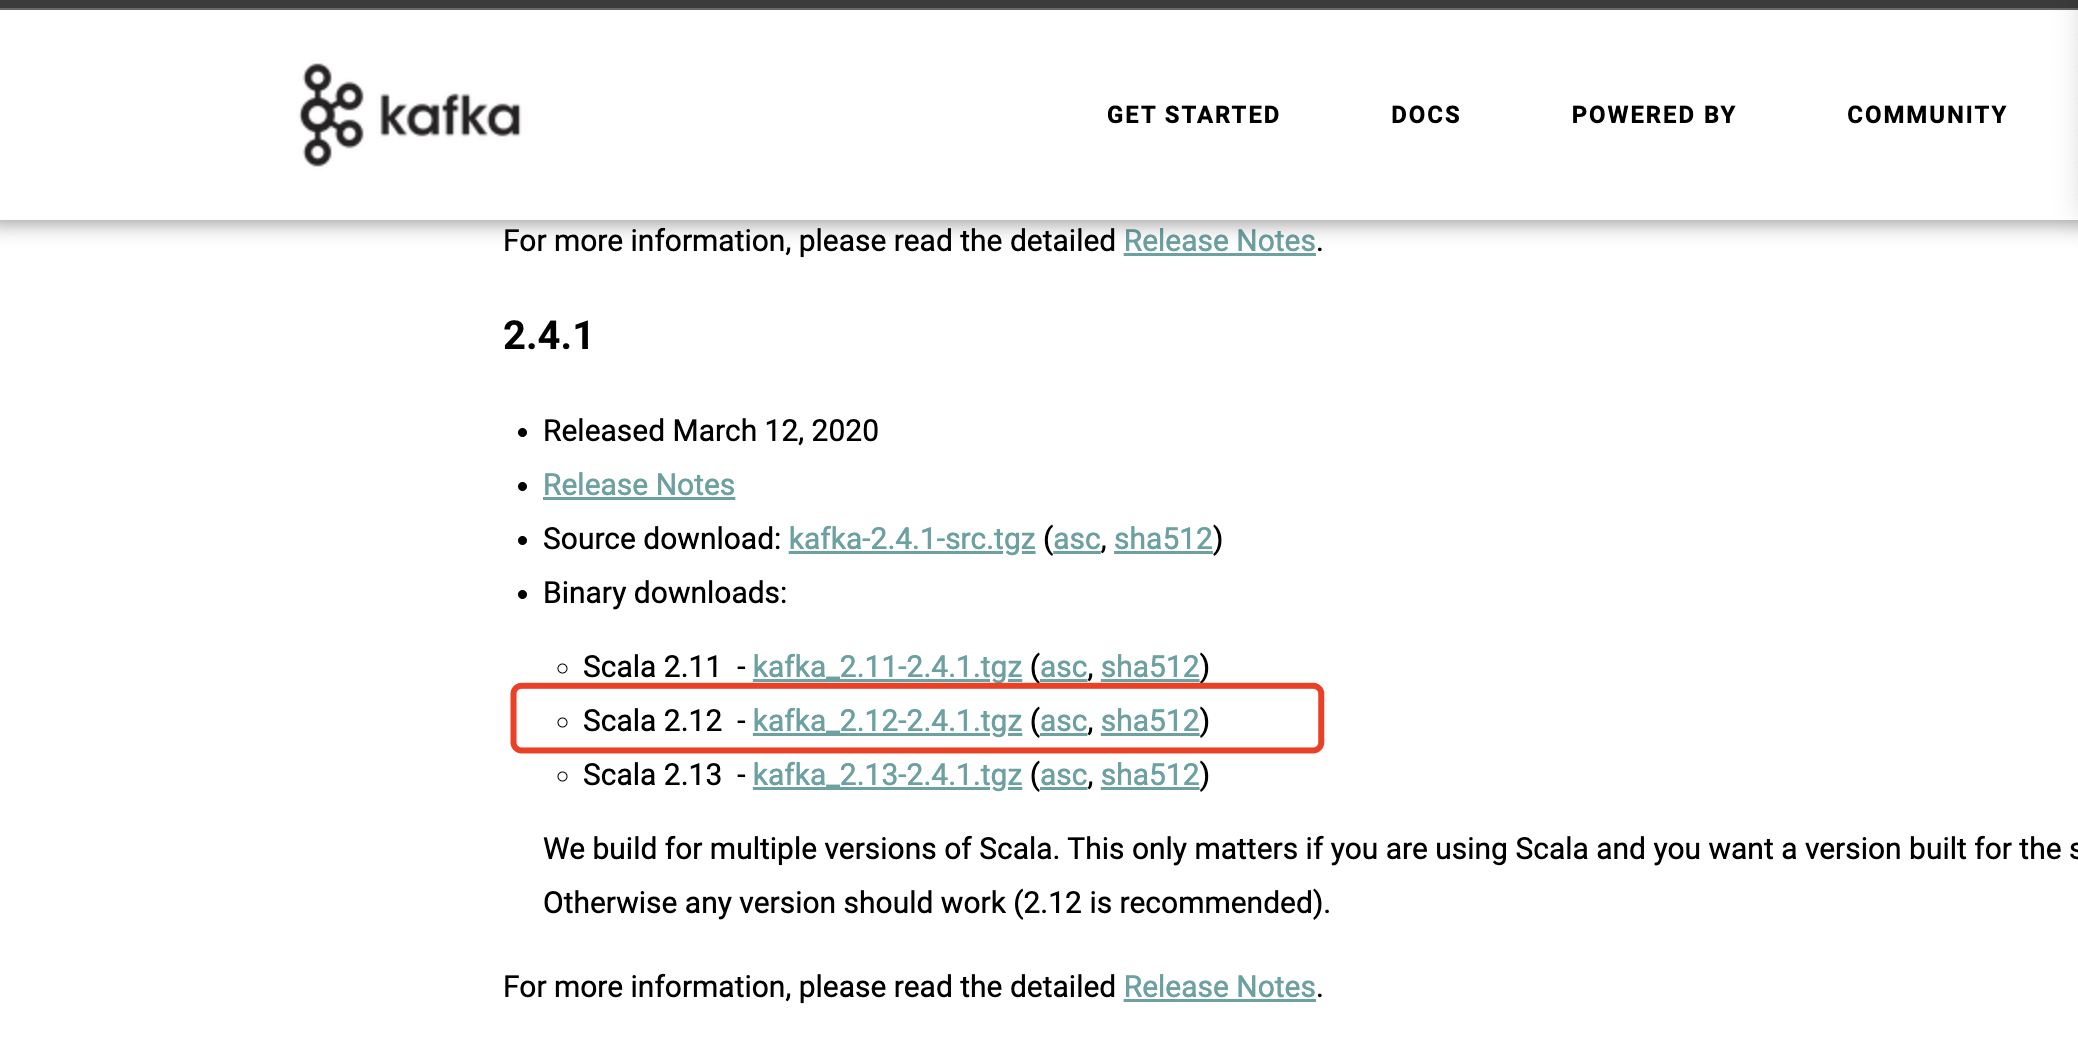 kafka
GET STARTED DOCS POWERED BY COMMUNITY
For more information, please read the detailed Release Notes.
2.4.1
Released March 12, 2020
Release Notes
Source download: kafka-2.4.1-src.tgz (asc, sha512)
Binary downloads:
Scala 2.11 - kafka_2.11-2.4.1.tgz (asc, sha512)
Scala 2.12 - kafka_2.12-2.4.1.tgz (asc, sha512)
Scala 2.13 - kafka_2.13-2.4.1.tgz (asc, sha512)
We build for multiple versions of Scala. This only matters if you are using Scala and you want a version built for the
Otherwise any version should work (2.12 is recommended).
For more information, please read the detailed Release Notes.